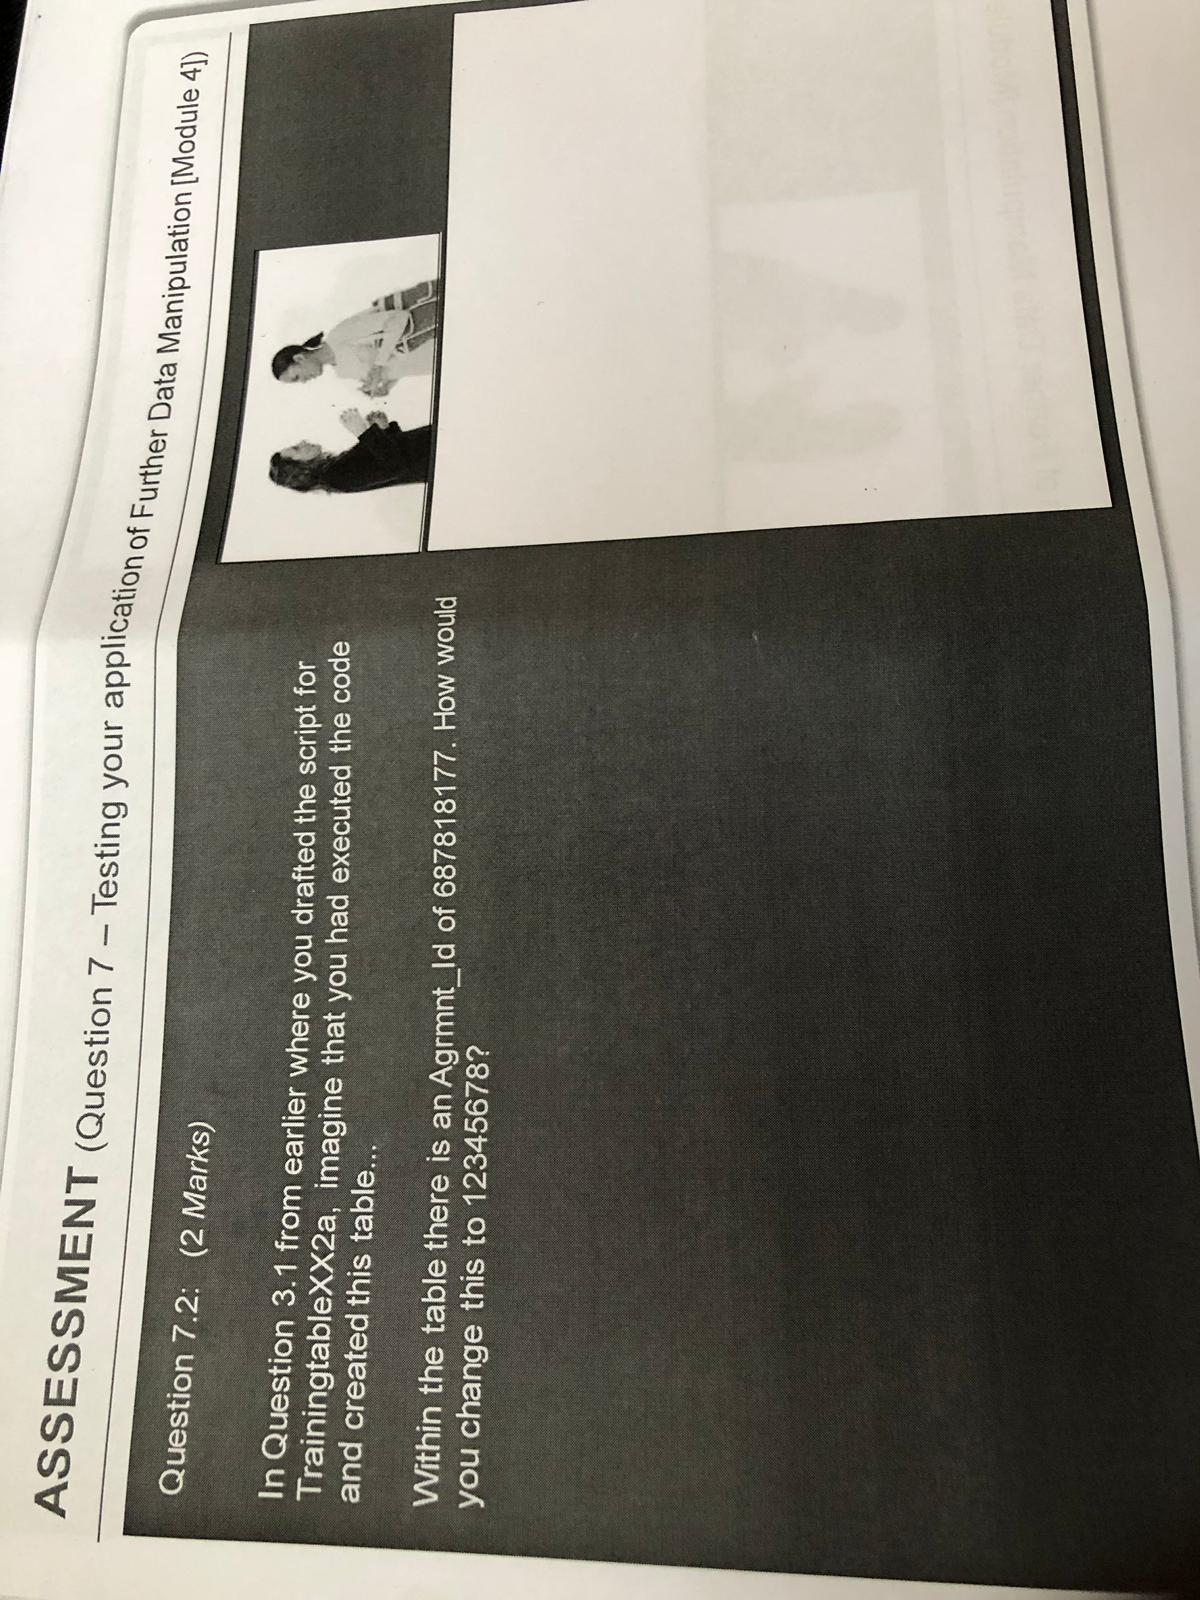 ASSESSMENT (Question 7 – Testing your application of Further Data Manipulation [Module 4])
Question 7.2: (2 Marks)
In Question 3.1 from earlier where you drafted the script for
TrainingtableXX2a, imagine that you had executed the code
and created this table...
Within the table there is an Agrmnt_Id of 687818177. How would
you change this to 12345678?